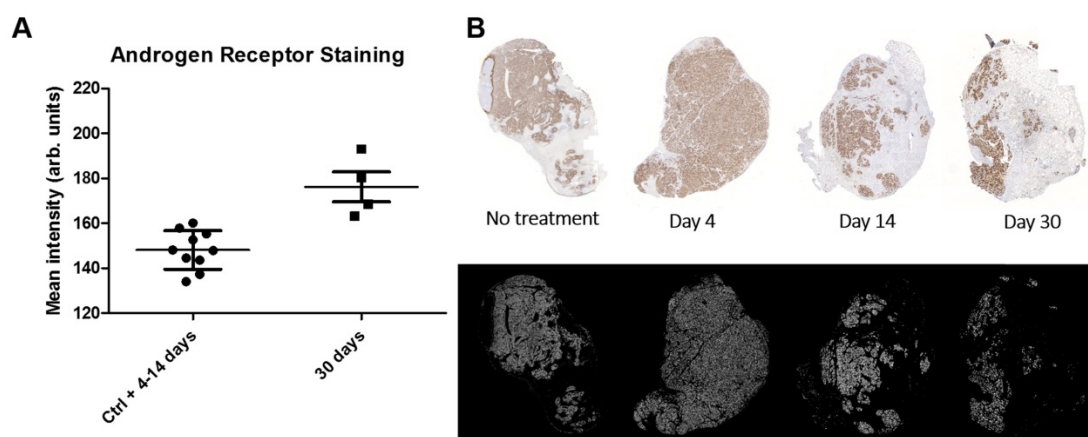 A
Androgen Receptor Staining
Mean intensity (arb. units)
220
200
180
160
140
120
Ctrl + 4-14 days
30 days
B
No treatment
Day 4
Day 14
Day 30